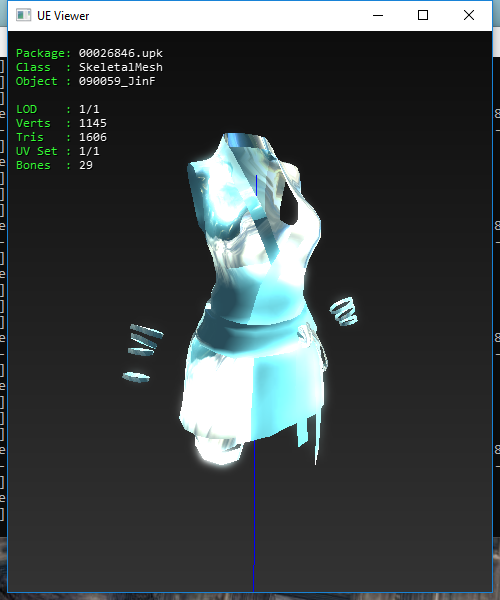 UE Viewer
Package: 00026846.upk
Class  : SkeletalMesh
Object : 090059_JinF
LOD    : 1/1
Verts  : 1145
Tris   : 1606
UV Set : 1/1
Bones  : 29